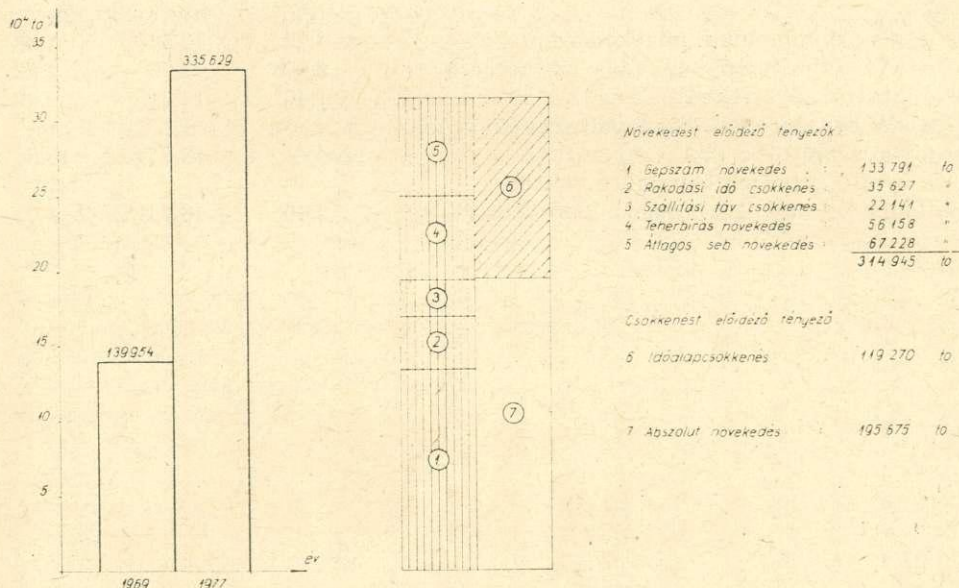 10⁴ to
35
30
25
20
15
10
5
335 629
139954
1969 1977
év
5
4
3
2
1
6
7
Növekedést előidéző tényezők
1 Gépszám növekedés : 133 791 to
2 Rakodási idő csökkenés : 35 627 "
3 Szállítási táv csökkenés : 22 141 "
4 Teherbírás növekedés : 56 158 "
5 Átlagos seb növekedés : 67 228 "
314 945 to
Csökkenést előidéző tényező
6 Időalapcsökkenés : 119 270 to
7 Abszolut növekedés : 195 675 to